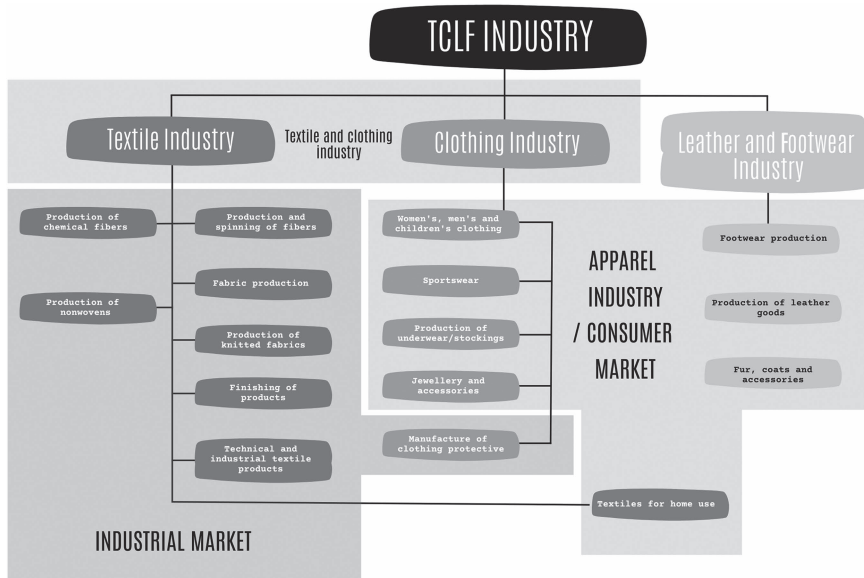 TCLF INDUSTRY
Textile Industry
Textile and clothing
industry
Clothing Industry
Leather and Footwear
Industry
Production of
chemical fibers
Production and
spinning of fibers
Fabric production
Production of
nonwovens
Production of
knitted fabrics
Finishing of
products
Technical and
industrial textile
products
INDUSTRIAL MARKET
Women's, men's and
children's clothing
Sportswear
Production of
underwear/stockings
Jewellery and
accessories
Manufacture of
clothing protective
APPAREL
INDUSTRY
/ CONSUMER
MARKET
Footwear production
Production of leather
goods
Fur, coats and
accessories
Textiles for home use